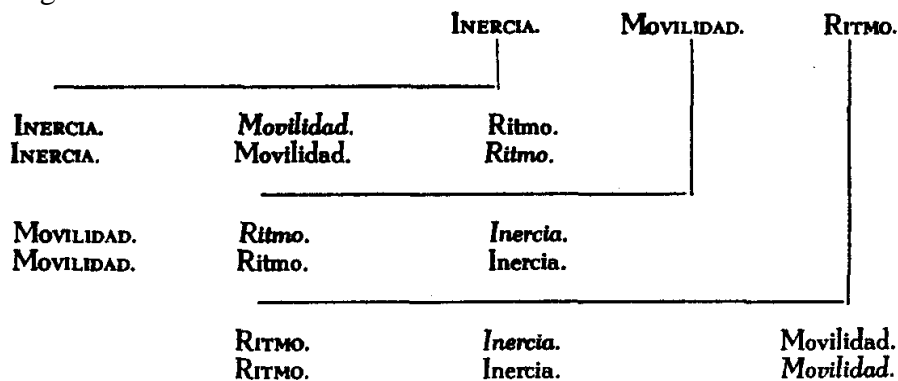 INERCIA. MOVILIDAD. RITMO.
INERCIA. Movilidad. Ritmo.
INERCIA. Movilidad. Ritmo.
MOVILIDAD. Ritmo. Inercia.
MOVILIDAD. Ritmo. Inercia.
RITMO. Inercia. Movilidad.
RITMO. Inercia. Movilidad.